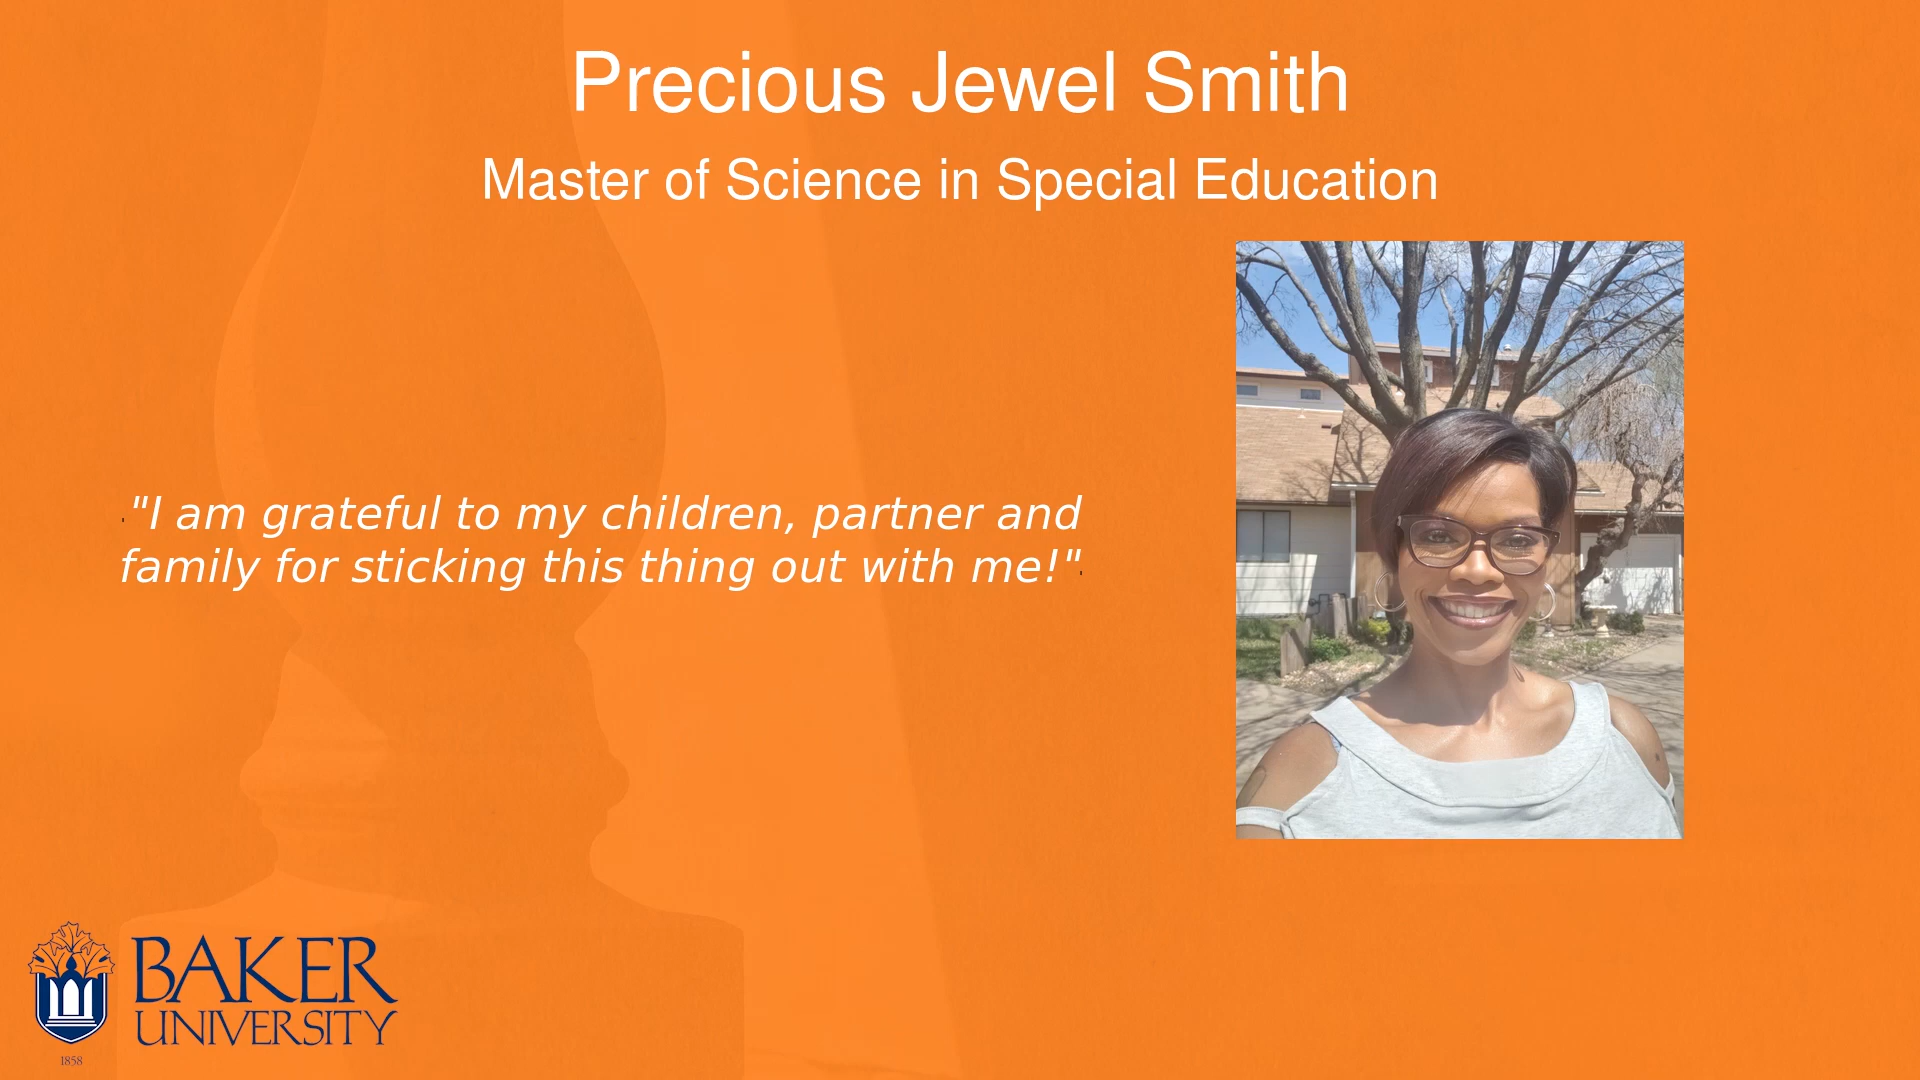 Precious Jewel Smith
Master of Science in Special Education
"I am grateful to my children, partner and
family for sticking this thing out with me!"
BAKER
UNIVERSITY
1858